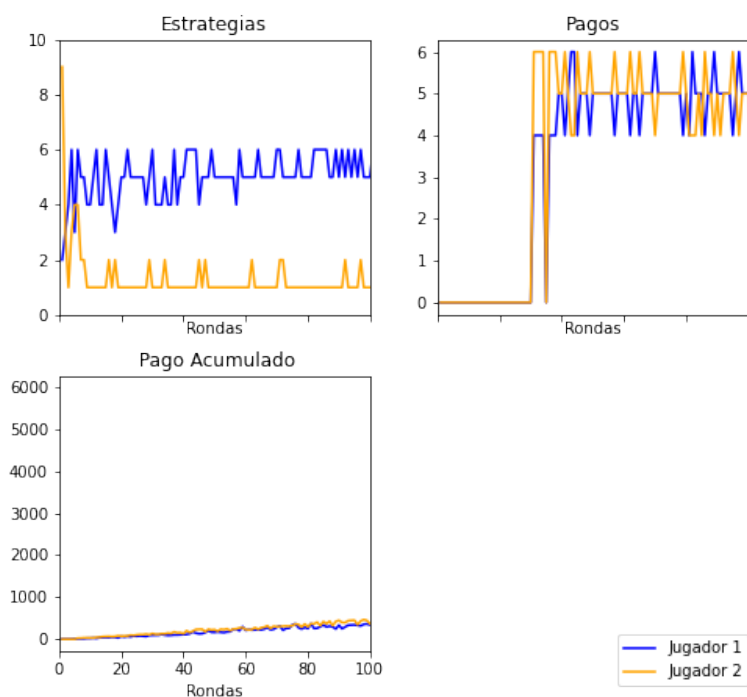 Estrategias
10
8
6
4
2
0
Rondas
Pagos
6
5
4
3
2
1
0
Rondas
Pago Acumulado
6000
5000
4000
3000
2000
1000
0
0 20 40 60 80 100
Rondas
Jugador 1
Jugador 2